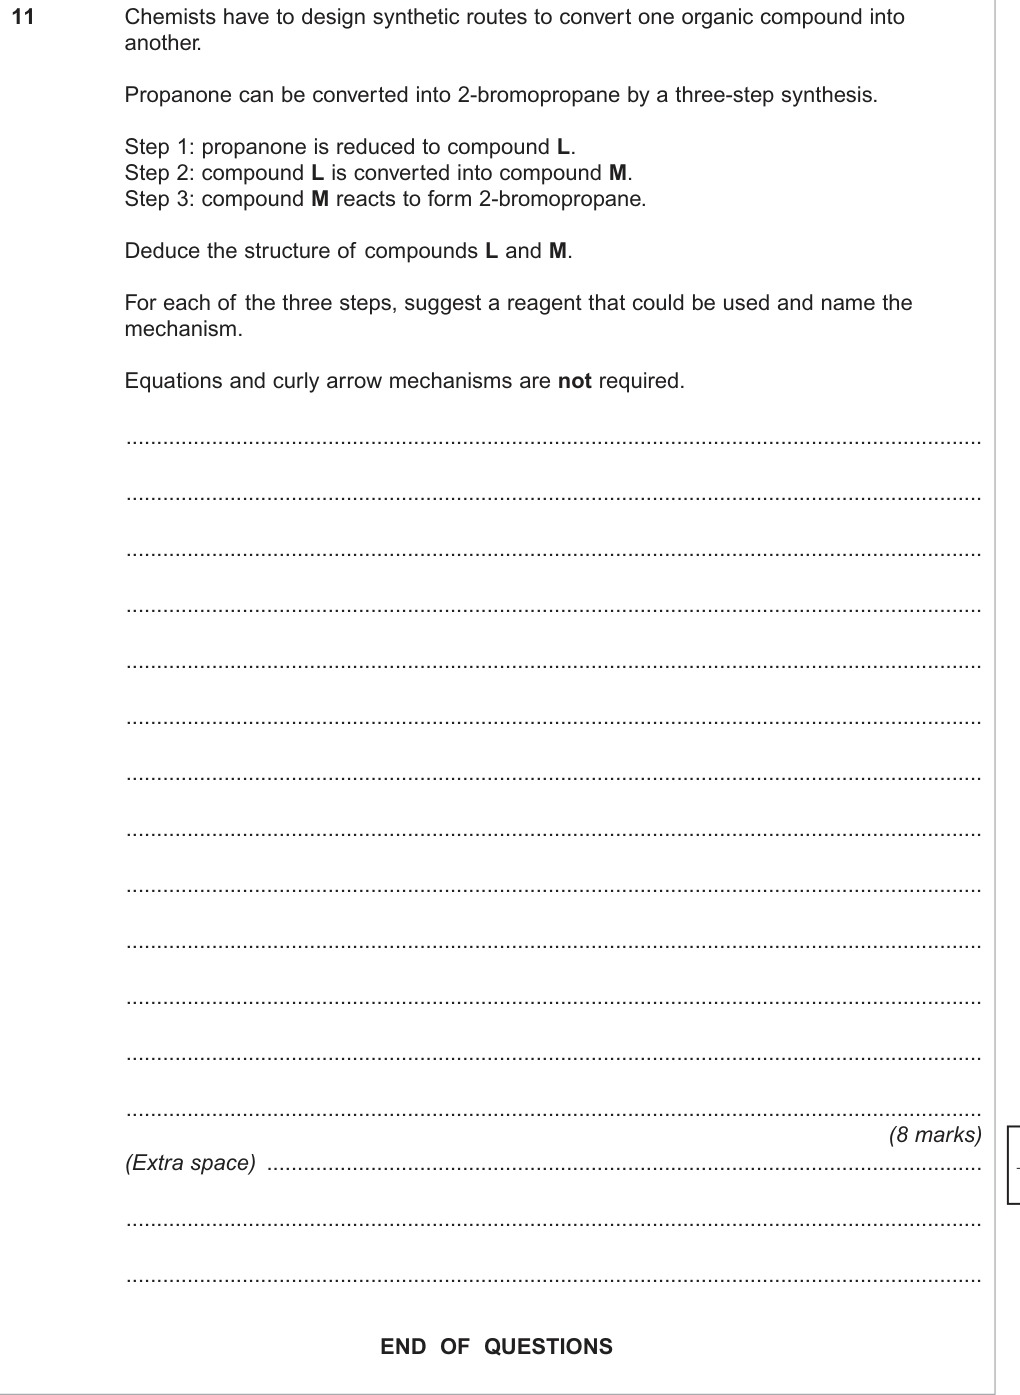 11 Chemists have to design synthetic routes to convert one organic compound into
another.
Propanone can be converted into 2-bromopropane by a three-step synthesis.
Step 1: propanone is reduced to compound L.
Step 2: compound L is converted into compound M.
Step 3: compound M reacts to form 2-bromopropane.
Deduce the structure of compounds L and M.
For each of the three steps, suggest a reagent that could be used and name the
mechanism.
Equations and curly arrow mechanisms are not required.
(8 marks)
(Extra space)
END OF QUESTIONS